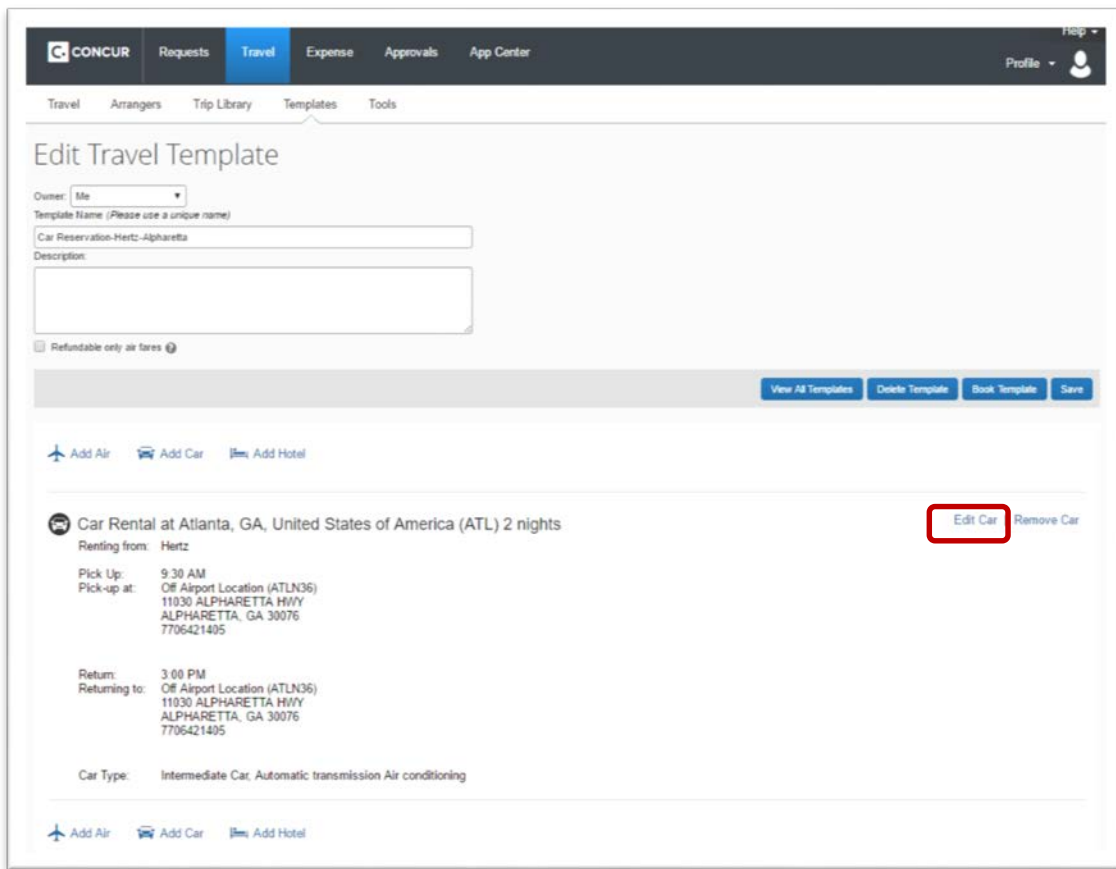 Help
C. CONCUR Requests Travel Expense Approvals App Center
Profile
Travel Arrangers Trip Library Templates Tools
Edit Travel Template
Owner: Me
Template Name (Please use a unique name)
Car Reservation-Hertz-Alpharetta
Description:
Refundable only air fares ?
View All Templates Delete Template Book Template Save
Add Air Add Car Add Hotel
Car Rental at Atlanta, GA, United States of America (ATL) 2 nights Edit Car Remove Car
Renting from: Hertz
Pick Up: 9:30 AM
Pick-up at: Off Airport Location (ATLN36)
11030 ALPHARETTA HWY
ALPHARETTA, GA 30076
7706421405
Return: 3:00 PM
Returning to: Off Airport Location (ATLN36)
11030 ALPHARETTA HWY
ALPHARETTA, GA 30076
7706421405
Car Type: Intermediate Car, Automatic transmission Air conditioning
Add Air Add Car Add Hotel